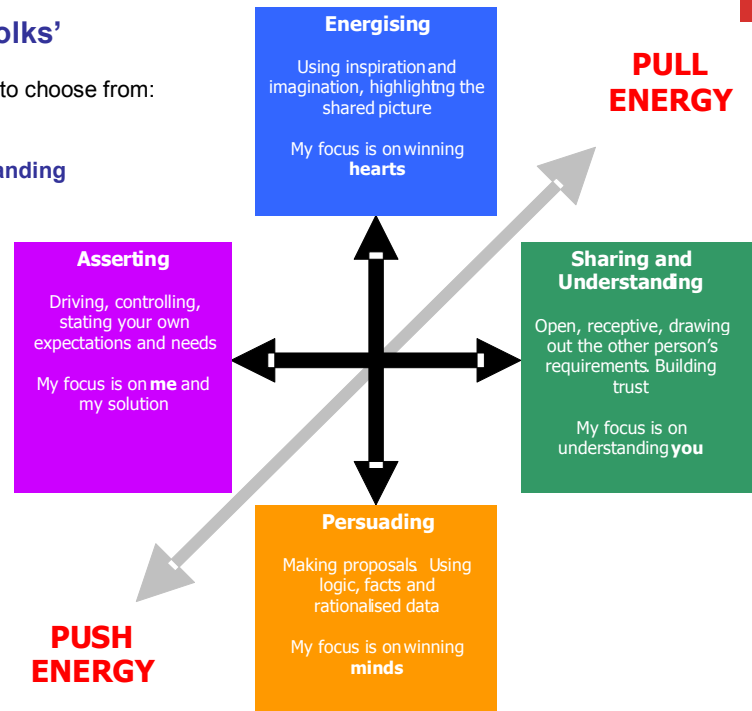 olks’
to choose from:
anding
Energising
Using inspiration and
imagination, highlightng the
shared picture
My focus is on winning
hearts
PULL
ENERGY
Asserting
Driving, controlling,
stating your own
expectations and needs
My focus is on me and
my solution
Sharing and
Understanding
Open, receptive, drawing
out the other person’s
requirements. Building
trust
My focus is on
understanding you
Persuading
Making proposals. Using
logic, facts and
rationalised data
My focus is on winning
minds
PUSH
ENERGY